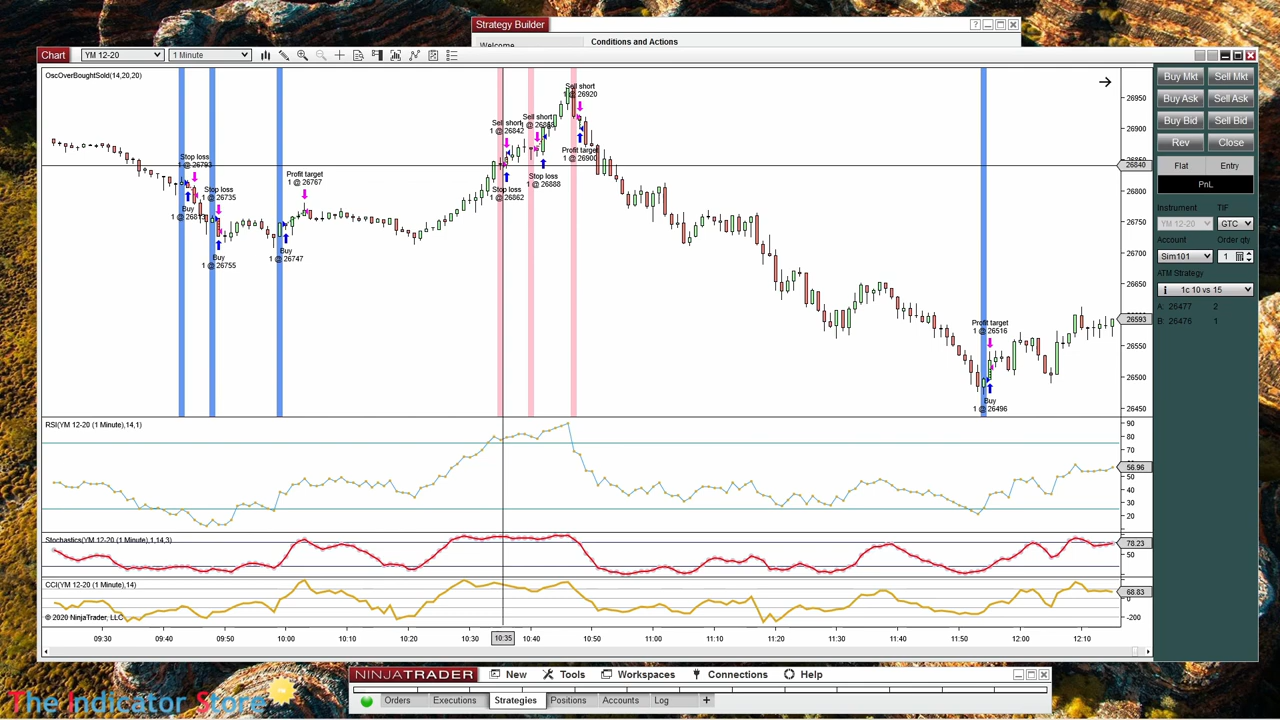 Strategy Builder
Welcome
Conditions and Actions
Chart
YM 12-20
1 Minute
OscOverBoughtSold(14,20,20)
Stop loss
1 @ 26793
Buy
Stop loss
1 @ 26735
Buy
1 @ 26755
Profit target
1 @ 26767
Buy
1 @ 26747
Sell short
1 @ 26842
Stop loss
1 @ 26862
Sell short
Stop loss
1 @ 26888
Sell short
1 @ 26920
Profit target
1 @ 26900
Profit target
1 @ 26516
Buy
1 @ 26496
26950
26900
26840
26800
26750
26700
26650
26593
26550
26500
26450
Buy Mkt
Sell Mkt
Buy Ask
Sell Ask
Buy Bid
Sell Bid
Rev
Close
Flat
Entry
PnL
Instrument
TIF
YM 12-20
GTC
Account
Order qty
Sim101
1
ATM Strategy
1c 10 vs 15
A: 26477 2
B: 26476 1
RSI(YM 12-20 (1 Minute),14,1)
90
80
70
56.96
50
40
30
20
Stochastics(YM 12-20 (1 Minute),1,14,3)
78.23
50
CCI(YM 12-20 (1 Minute),14)
68.83
0
-200
© 2020 NinjaTrader, LLC
09:30
09:40
09:50
10:00
10:10
10:20
10:30
10:35
10:40
10:50
11:00
11:10
11:20
11:30
11:40
11:50
12:00
12:10
NINJATRADER
New
Tools
Workspaces
Connections
Help
Orders
Executions
Strategies
Positions
Accounts
Log
+
The Indicator Store